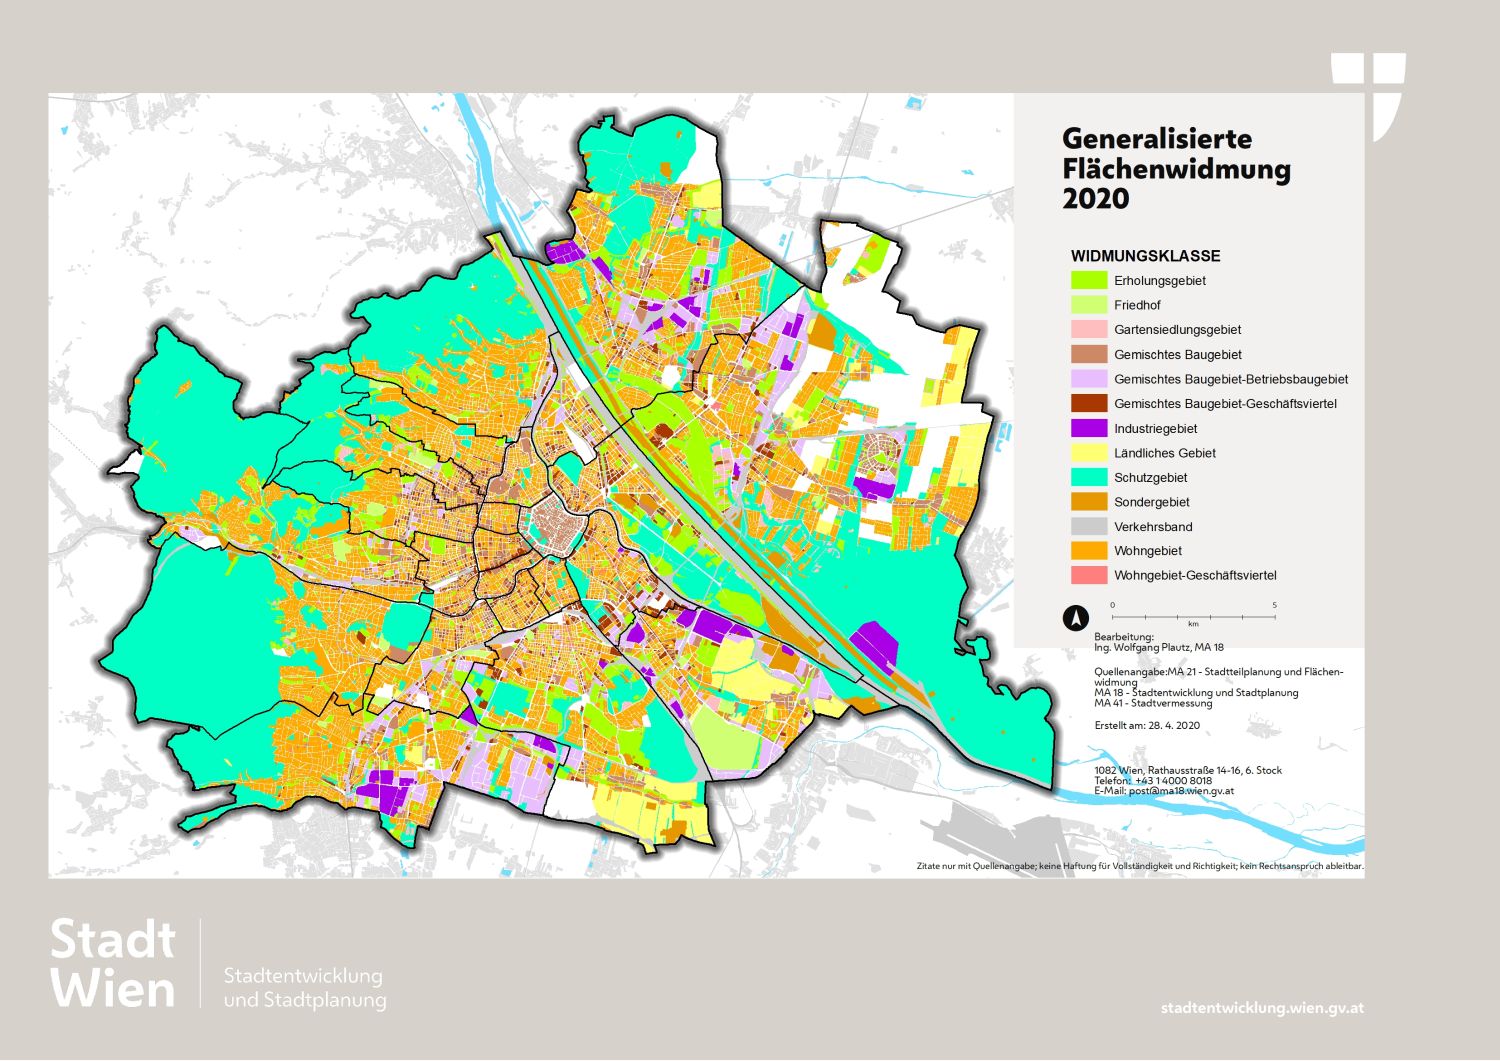 Generalisierte
Flächenwidmung
2020
WIDMUNGSKLASSE
Erholungsgebiet
Friedhof
Gartensiedlungsgebiet
Gemischtes Baugebiet
Gemischtes Baugebiet-Betriebsbaugebiet
Gemischtes Baugebiet-Geschäftsviertel
Industriegebiet
Ländliches Gebiet
Schutzgebiet
Sondergebiet
Verkehrsband
Wohngebiet
Wohngebiet-Geschäftsviertel
0 5
km
Bearbeitung:
Ing. Wolfgang Plautz, MA 18
Quellenangabe:MA 21 - Stadtteilplanung und Flächen-
widmung
MA 18 - Stadtentwicklung und Stadtplanung
MA 41 - Stadtvermessung
Erstellt am: 28. 4. 2020
1082 Wien, Rathausstraße 14-16, 6. Stock
Telefon: +43 1 4000 8018
E-Mail: post@ma18.wien.gv.at
Zitate nur mit Quellenangabe; keine Haftung für Vollständigkeit und Richtigkeit; kein Rechtsanspruch ableitbar.
Stadt
Wien
Stadtentwicklung
und Stadtplanung
stadtentwicklung.wien.gv.at